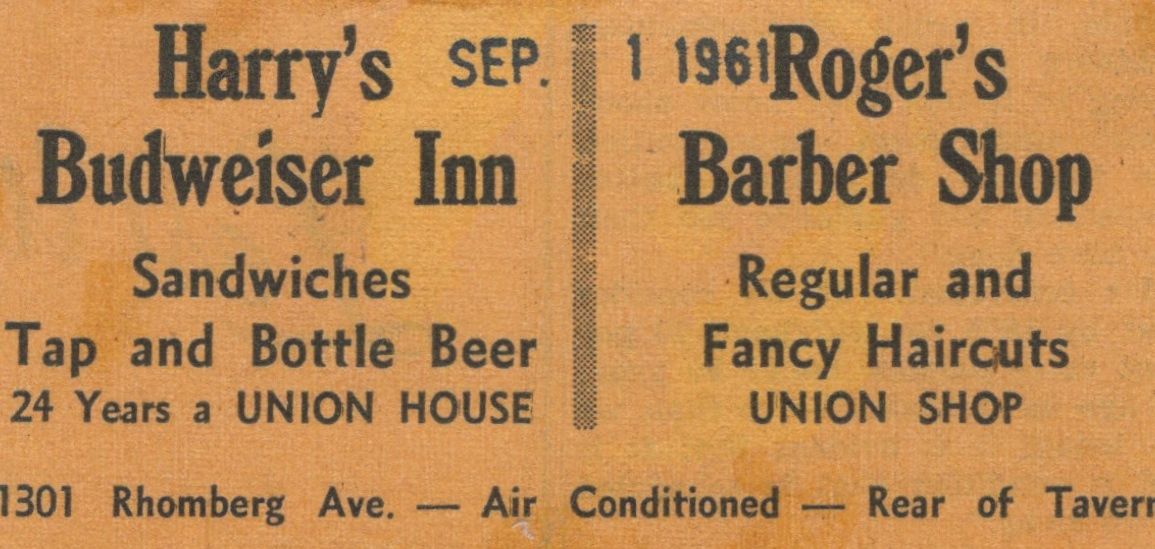 Harry's
Budweiser Inn
Sandwiches
Tap and Bottle Beer
24 Years a UNION HOUSE
SEP. 1 1961
Roger's
Barber Shop
Regular and
Fancy Haircuts
UNION SHOP
1301 Rhomberg Ave. — Air Conditioned — Rear of Tavern